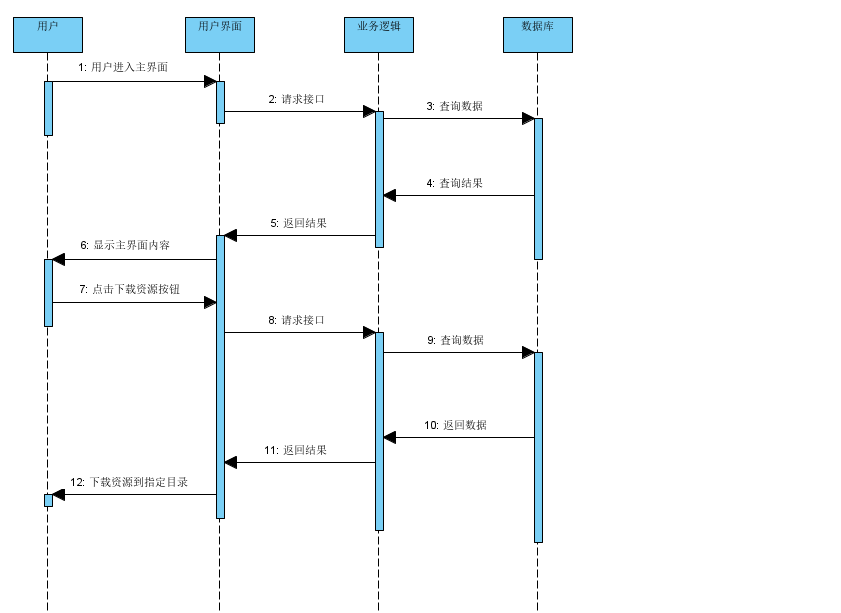 用户
用户界面
业务逻辑
数据库
1: 用户进入主界面
2: 请求接口
3: 查询数据
4: 查询结果
5: 返回结果
6: 显示主界面内容
7: 点击下载资源按钮
8: 请求接口
9: 查询数据
10: 返回数据
11: 返回结果
12: 下载资源到指定目录